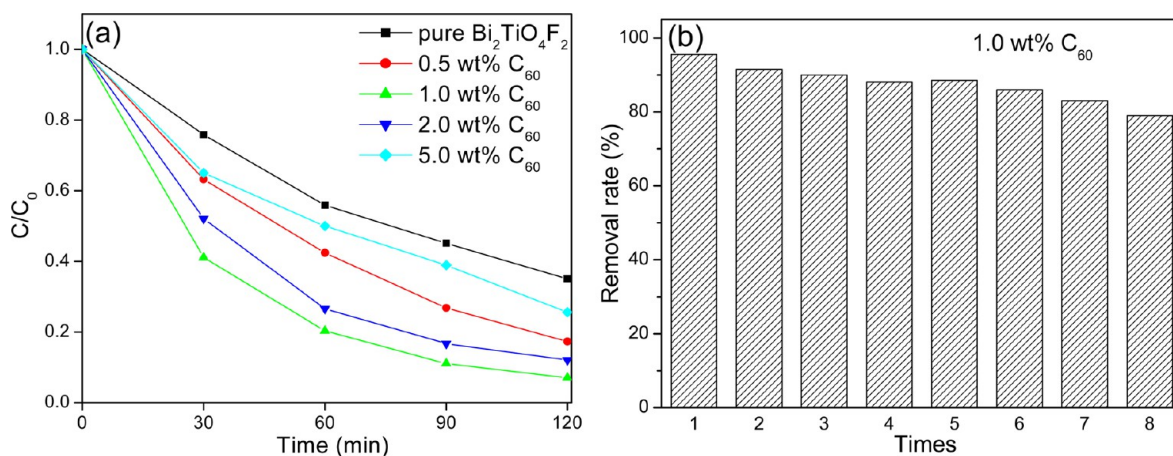 (a)
pure Bi₂TiO₄F₂
0.5 wt% C₆₀
1.0 wt% C₆₀
2.0 wt% C₆₀
5.0 wt% C₆₀
1.0
0.8
0.6
0.4
0.2
0.0
C/C₀
0 30 60 90 120
Time (min)
(b)
1.0 wt% C₆₀
100
80
60
40
20
0
Removal rate (%)
1 2 3 4 5 6 7 8
Times